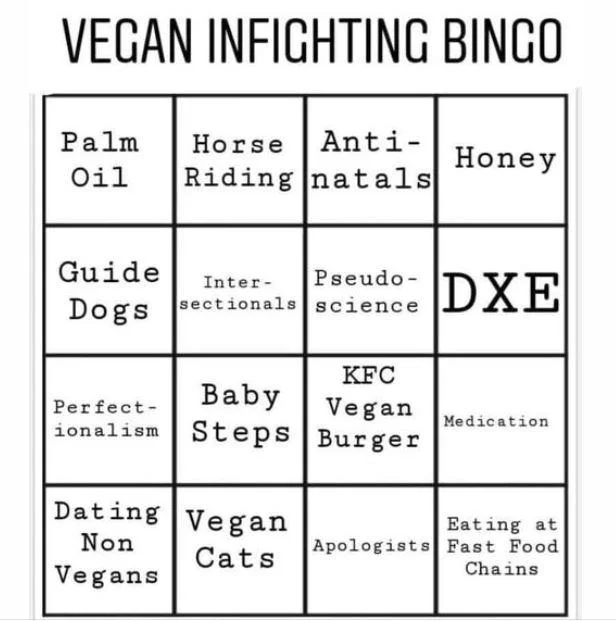 VEGAN INFIGHTING BINGO
Palm
Oil
Horse
Riding
Anti-
natals
Honey
Guide
Dogs
Inter-
sectionals
Pseudo-
science
DXE
Perfect-
ionalism
Baby
Steps
KFC
Vegan
Burger
Medication
Dating
Non
Vegans
Vegan
Cats
Apologists
Eating at
Fast Food
Chains